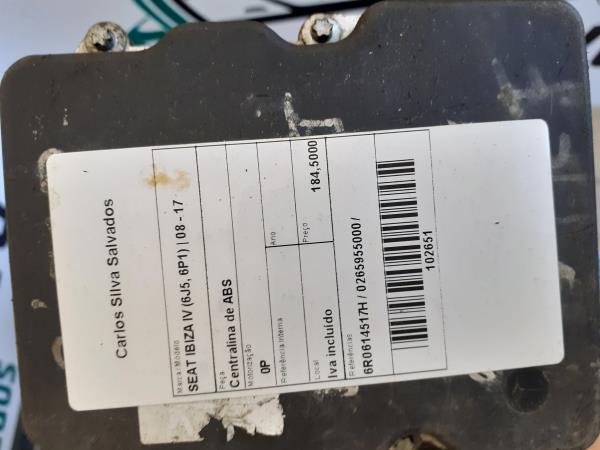 Carlos Silva Salvados
Marca: Modelo
SEAT IBIZA IV (6J5, 6P1) | 08 - 17
Peça
Centralina de ABS
Motorização
0P
Referência Interna
Ano
Local
Preço
Iva incluído
184,5000
Referências
6R0614517H / 0265955000 /
102651